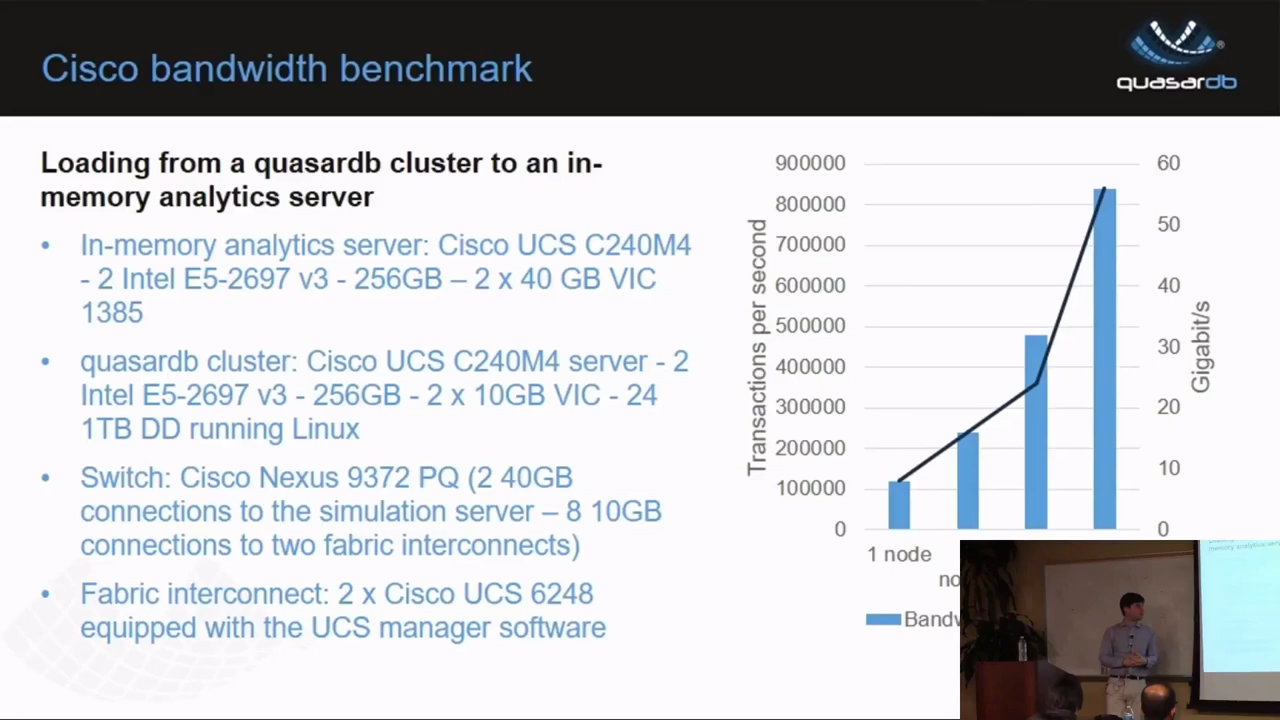 Cisco bandwidth benchmark
quasardb
Loading from a quasardb cluster to an in-
memory analytics server
• In-memory analytics server: Cisco UCS C240M4
- 2 Intel E5-2697 v3 - 256GB – 2 x 40 GB VIC
1385
• quasardb cluster: Cisco UCS C240M4 server - 2
Intel E5-2697 v3 - 256GB - 2 x 10GB VIC - 24
1TB DD running Linux
• Switch: Cisco Nexus 9372 PQ (2 40GB
connections to the simulation server – 8 10GB
connections to two fabric interconnects)
• Fabric interconnect: 2 x Cisco UCS 6248
equipped with the UCS manager software
Transactions per second
900000
800000
700000
600000
500000
400000
300000
200000
100000
0
60
50
40
30
20
10
0
Gigabit/s
1 node
no
Bandw
memory analytics